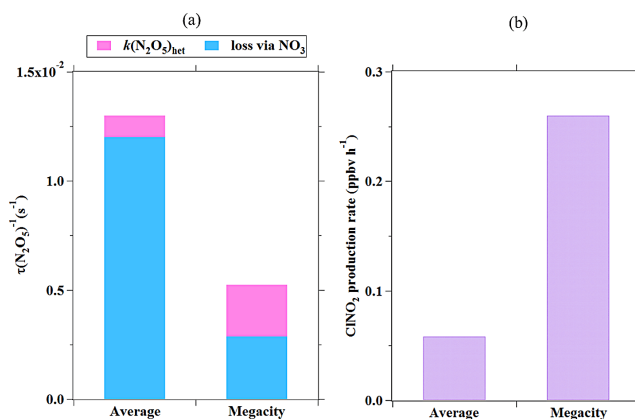 (a)
k(N₂O₅)het loss via NO₃
1.5x10⁻²
1.0
0.5
0.0
τ(N₂O₅)⁻¹(s⁻¹)
Average Megacity
(b)
0.3
0.2
0.1
0.0
ClNO₂ production rate (ppbv h⁻¹)
Average Megacity